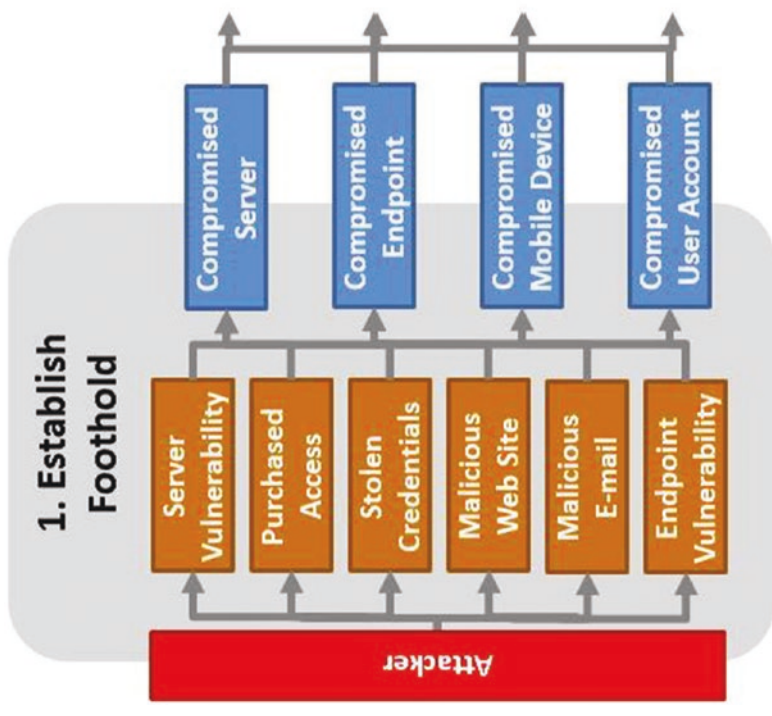 1. Establish
Foothold
Attacker
Server
Vulnerability
Purchased
Access
Stolen
Credentials
Malicious
Web Site
Malicious
E-mail
Endpoint
Vulnerability
Compromised
Server
Compromised
Endpoint
Compromised
Mobile Device
Compromised
User Account